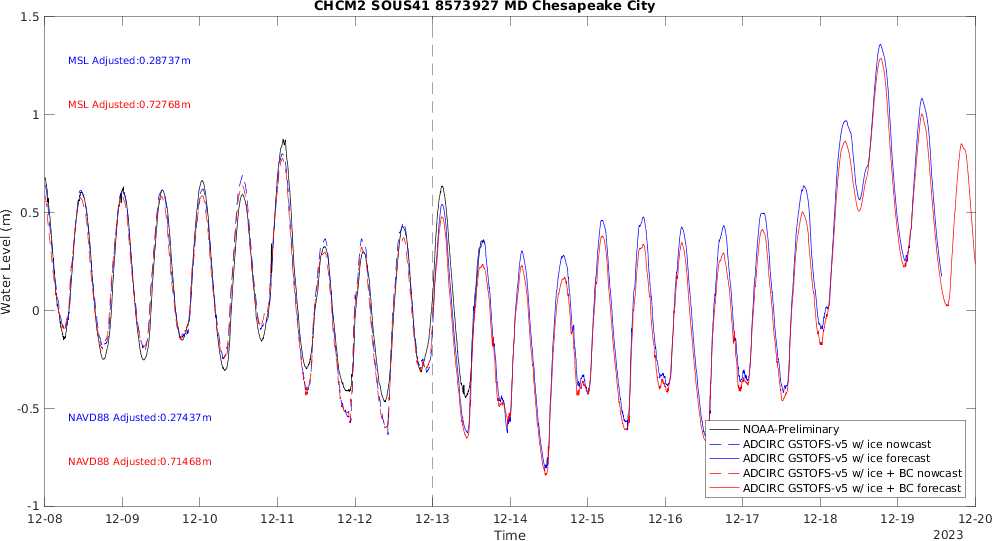 CHCM2 SOUS41 8573927 MD Chesapeake City
1.5
1
0.5
0
-0.5
-1
Water Level (m)
MSL Adjusted:0.28737m
MSL Adjusted:0.72768m
NAVD88 Adjusted:0.27437m
NAVD88 Adjusted:0.71468m
NOAA-Preliminary
ADCIRC GSTOFS-v5 w/ ice nowcast
ADCIRC GSTOFS-v5 w/ ice forecast
ADCIRC GSTOFS-v5 w/ ice + BC nowcast
ADCIRC GSTOFS-v5 w/ ice + BC forecast
12-08 12-09 12-10 12-11 12-12 12-13 12-14 12-15 12-16 12-17 12-18 12-19 12-20
Time
2023